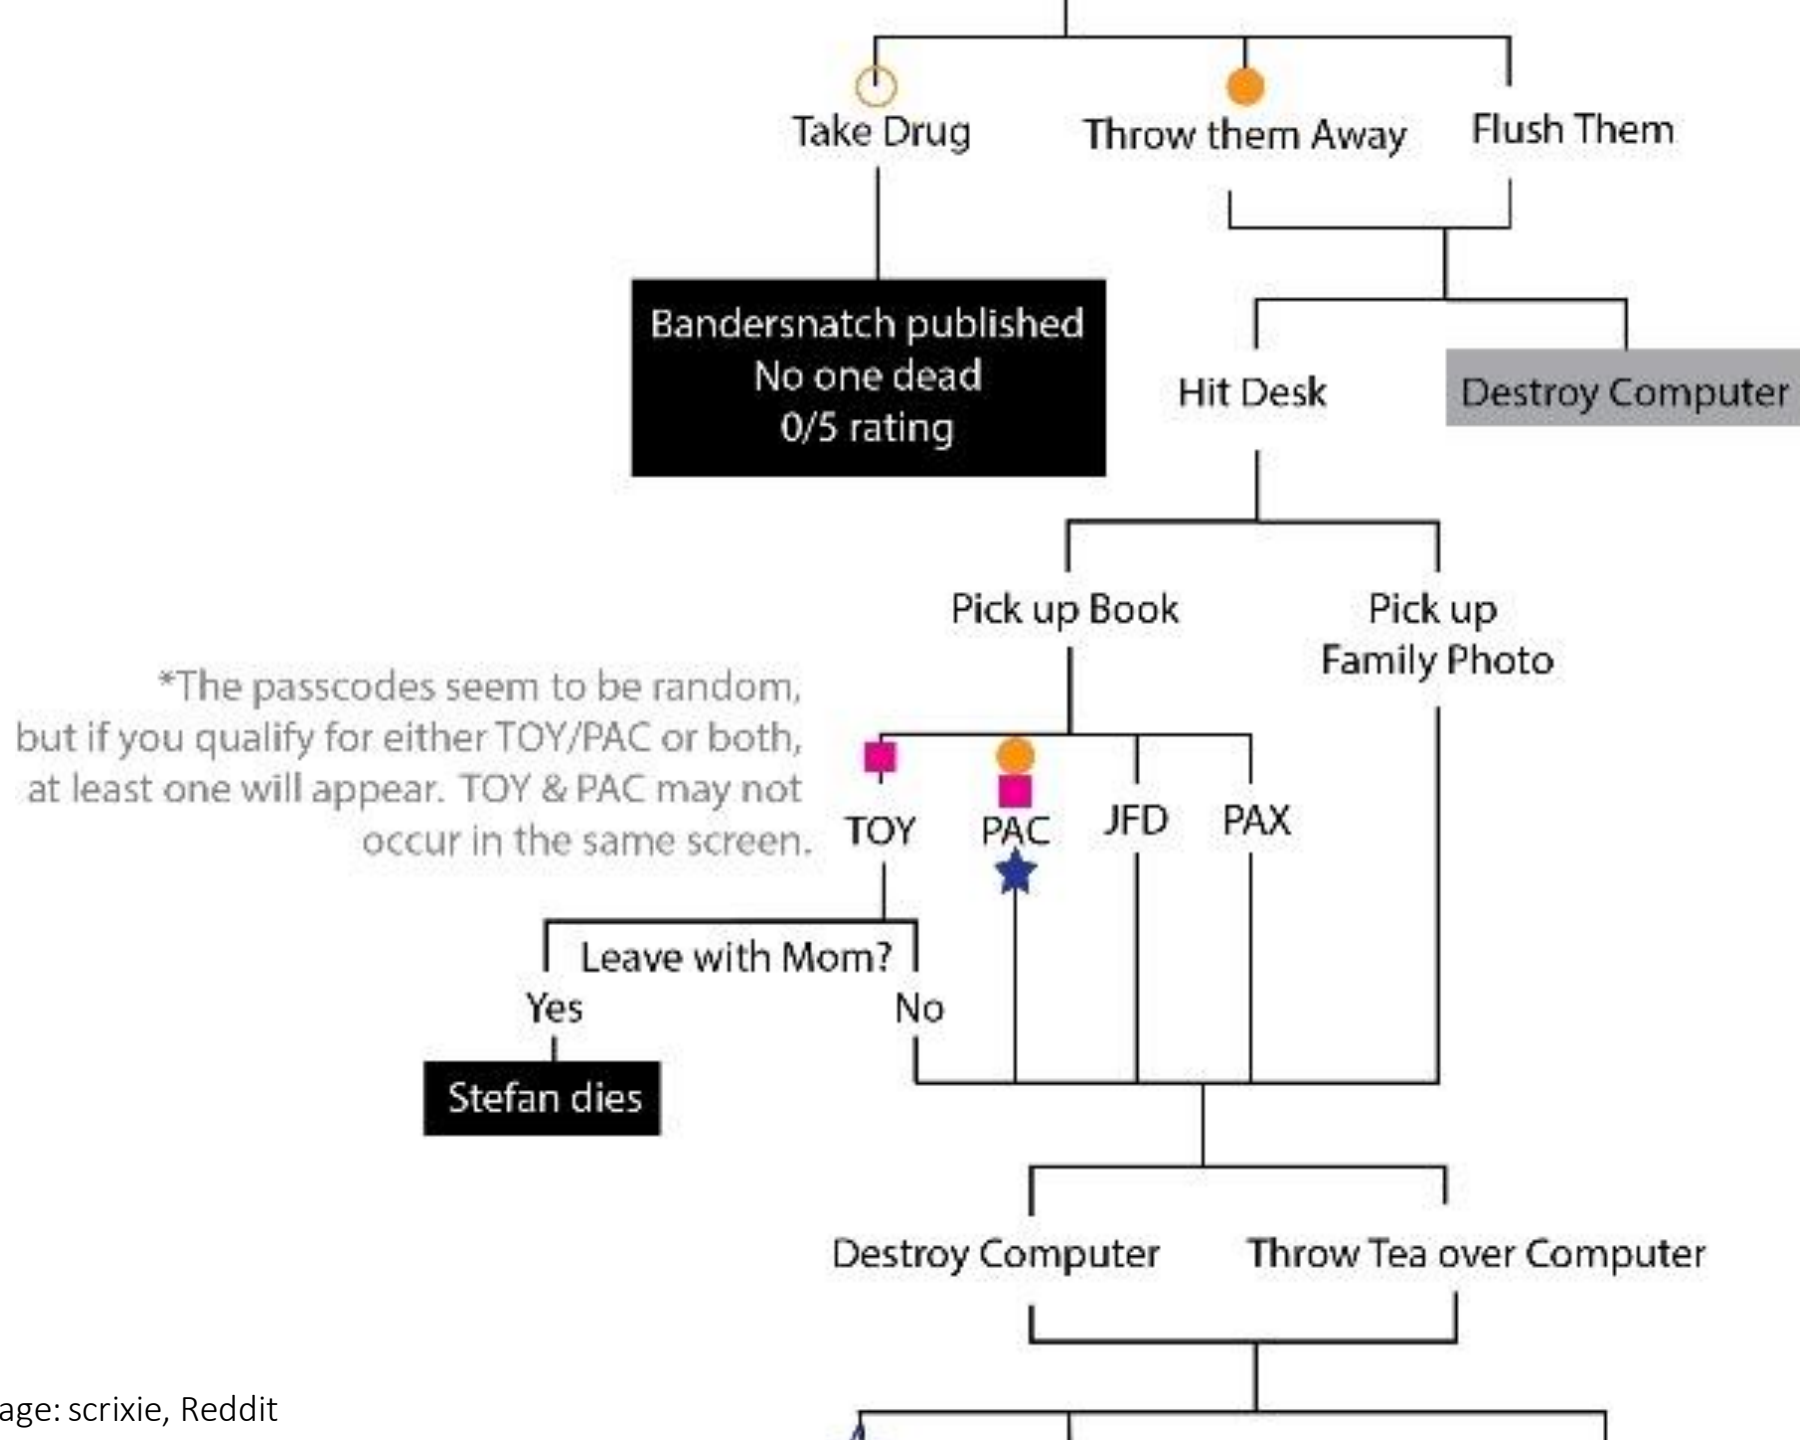 Take Drug
Throw them Away
Flush Them
Bandersnatch published
No one dead
0/5 rating
Hit Desk
Destroy Computer
Pick up Book
Pick up
Family Photo
*The passcodes seem to be random,
but if you qualify for either TOY/PAC or both,
at least one will appear. TOY & PAC may not
occur in the same screen.
TOY
PAC
JFD
PAX
Leave with Mom?
Yes
No
Stefan dies
Destroy Computer
Throw Tea over Computer
age: scrixie, Reddit